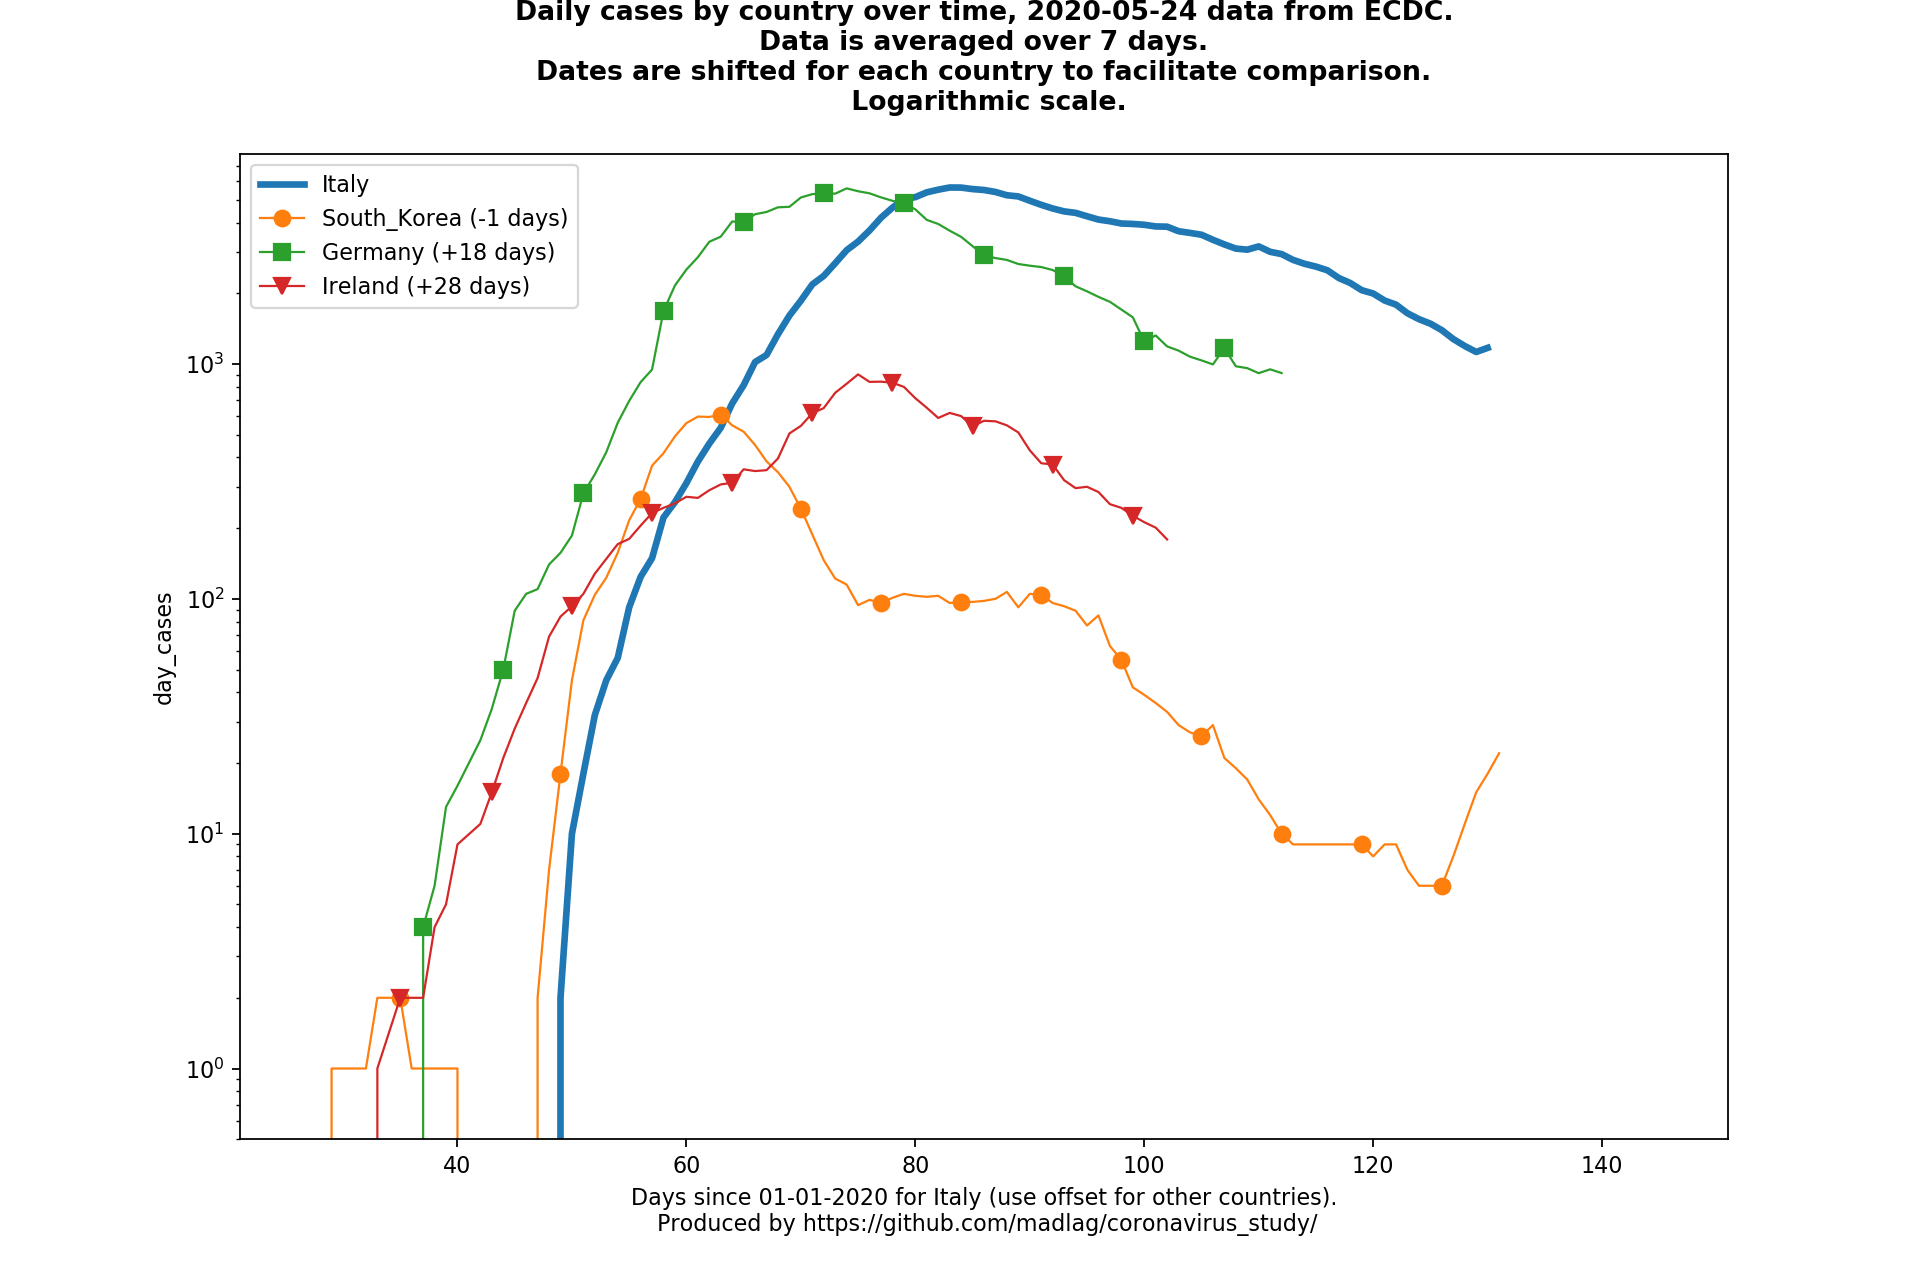 Daily cases by country over time, 2020-05-24 data from ECDC.
Data is averaged over 7 days.
Dates are shifted for each country to facilitate comparison.
Logarithmic scale.
Italy
South_Korea (-1 days)
Germany (+18 days)
Ireland (+28 days)
10³
10²
10¹
10⁰
day_cases
40 60 80 100 120 140
Days since 01-01-2020 for Italy (use offset for other countries).
Produced by https://github.com/madlag/coronavirus_study/